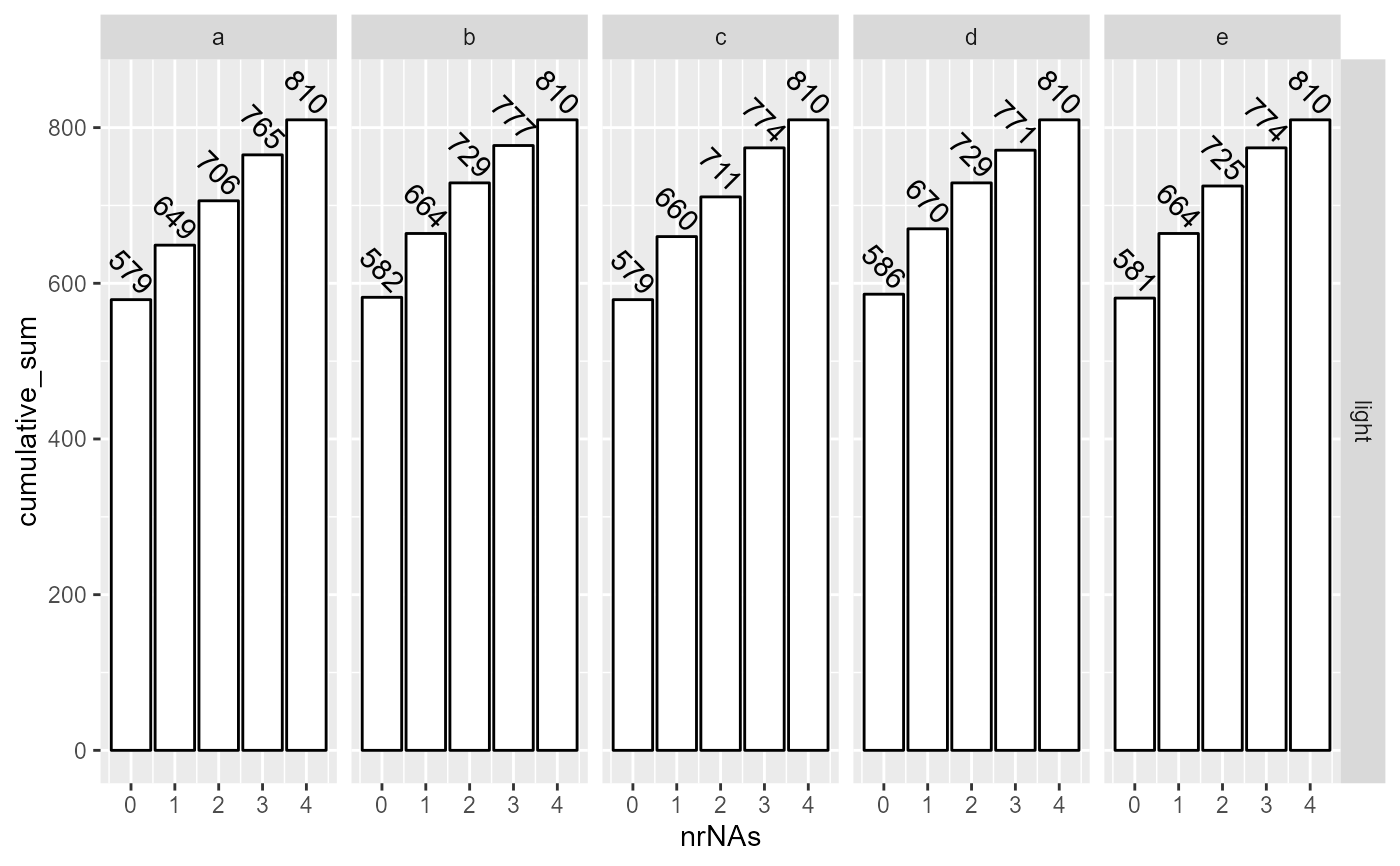 a b c d e
810 810 810 810 810
765 777 774 771 774
706 729 711 729 725
649 664 660 670 664
579 582 579 586 581
800
600
400
200
0
cumulative_sum
light
0 1 2 3 4 0 1 2 3 4 0 1 2 3 4 0 1 2 3 4 0 1 2 3 4
nrNAs